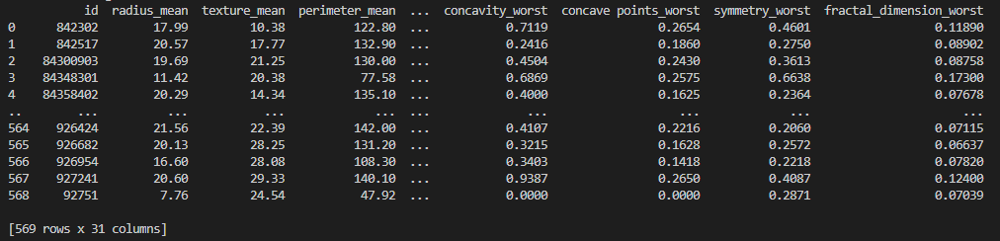 id radius_mean texture_mean perimeter_mean ... concavity_worst concave points_worst symmetry_worst fractal_dimension_worst
0 842302 17.99 10.38 122.80 ... 0.7119 0.2654 0.4601 0.11890
1 842517 20.57 17.77 132.90 ... 0.2416 0.1860 0.2750 0.08902
2 84300903 19.69 21.25 130.00 ... 0.4504 0.2430 0.3613 0.08758
3 84348301 11.42 20.38 77.58 ... 0.6869 0.2575 0.6638 0.17300
4 84358402 20.29 14.34 135.10 ... 0.4000 0.1625 0.2364 0.07678
.. ... ... ... ... ... ... ... ... ...
564 926424 21.56 22.39 142.00 ... 0.4107 0.2216 0.2060 0.07115
565 926682 20.13 28.25 131.20 ... 0.3215 0.1628 0.2572 0.06637
566 926954 16.60 28.08 108.30 ... 0.3403 0.1418 0.2218 0.07820
567 927241 20.60 29.33 140.10 ... 0.9387 0.2650 0.4087 0.12400
568 92751 7.76 24.54 47.92 ... 0.0000 0.0000 0.2871 0.07039
[569 rows x 31 columns]